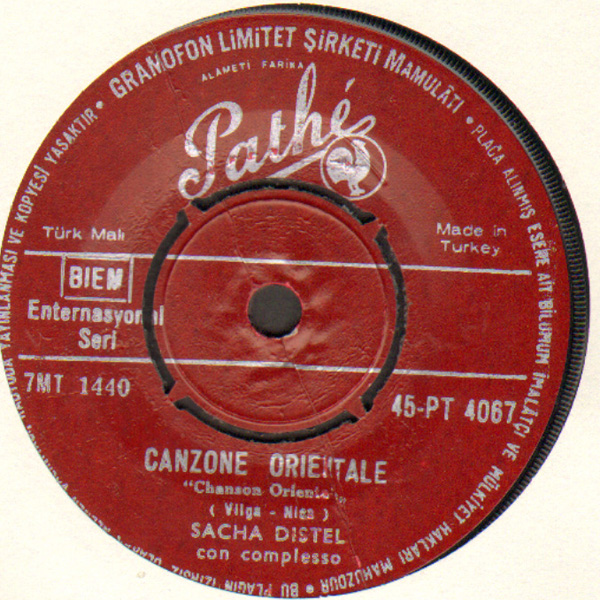 GRAMOFON LİMİTET ŞİRKETİ MAMULÂTI • PLAĞA ALINMIŞ ESERE AİT BİLUMUM İMALATÇI VE MÜLKİYET HAKLARI MAHUZDUR • BU PLAĞIN İZİNSİZ YAYINLANMASI VE KOPYESİ YASAKTIR •
ALAMETİ FARİKA
Pathé
Türk Malı
Made in
Turkey
BIEM
Enternasyonal
Seri
7MT 1440
45-PT 4067
CANZONE ORIENTALE
"Chanson Orientale"
( Vilga - Nisa )
SACHA DISTEL
con complesso